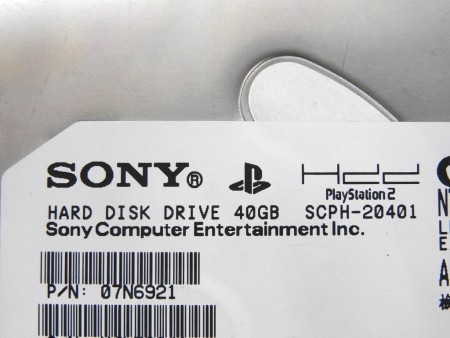 SONY®
Hdd
PlayStation 2
HARD DISK DRIVE 40GB SCPH-20401
Sony Computer Entertainment Inc.
P/N: 07N6921